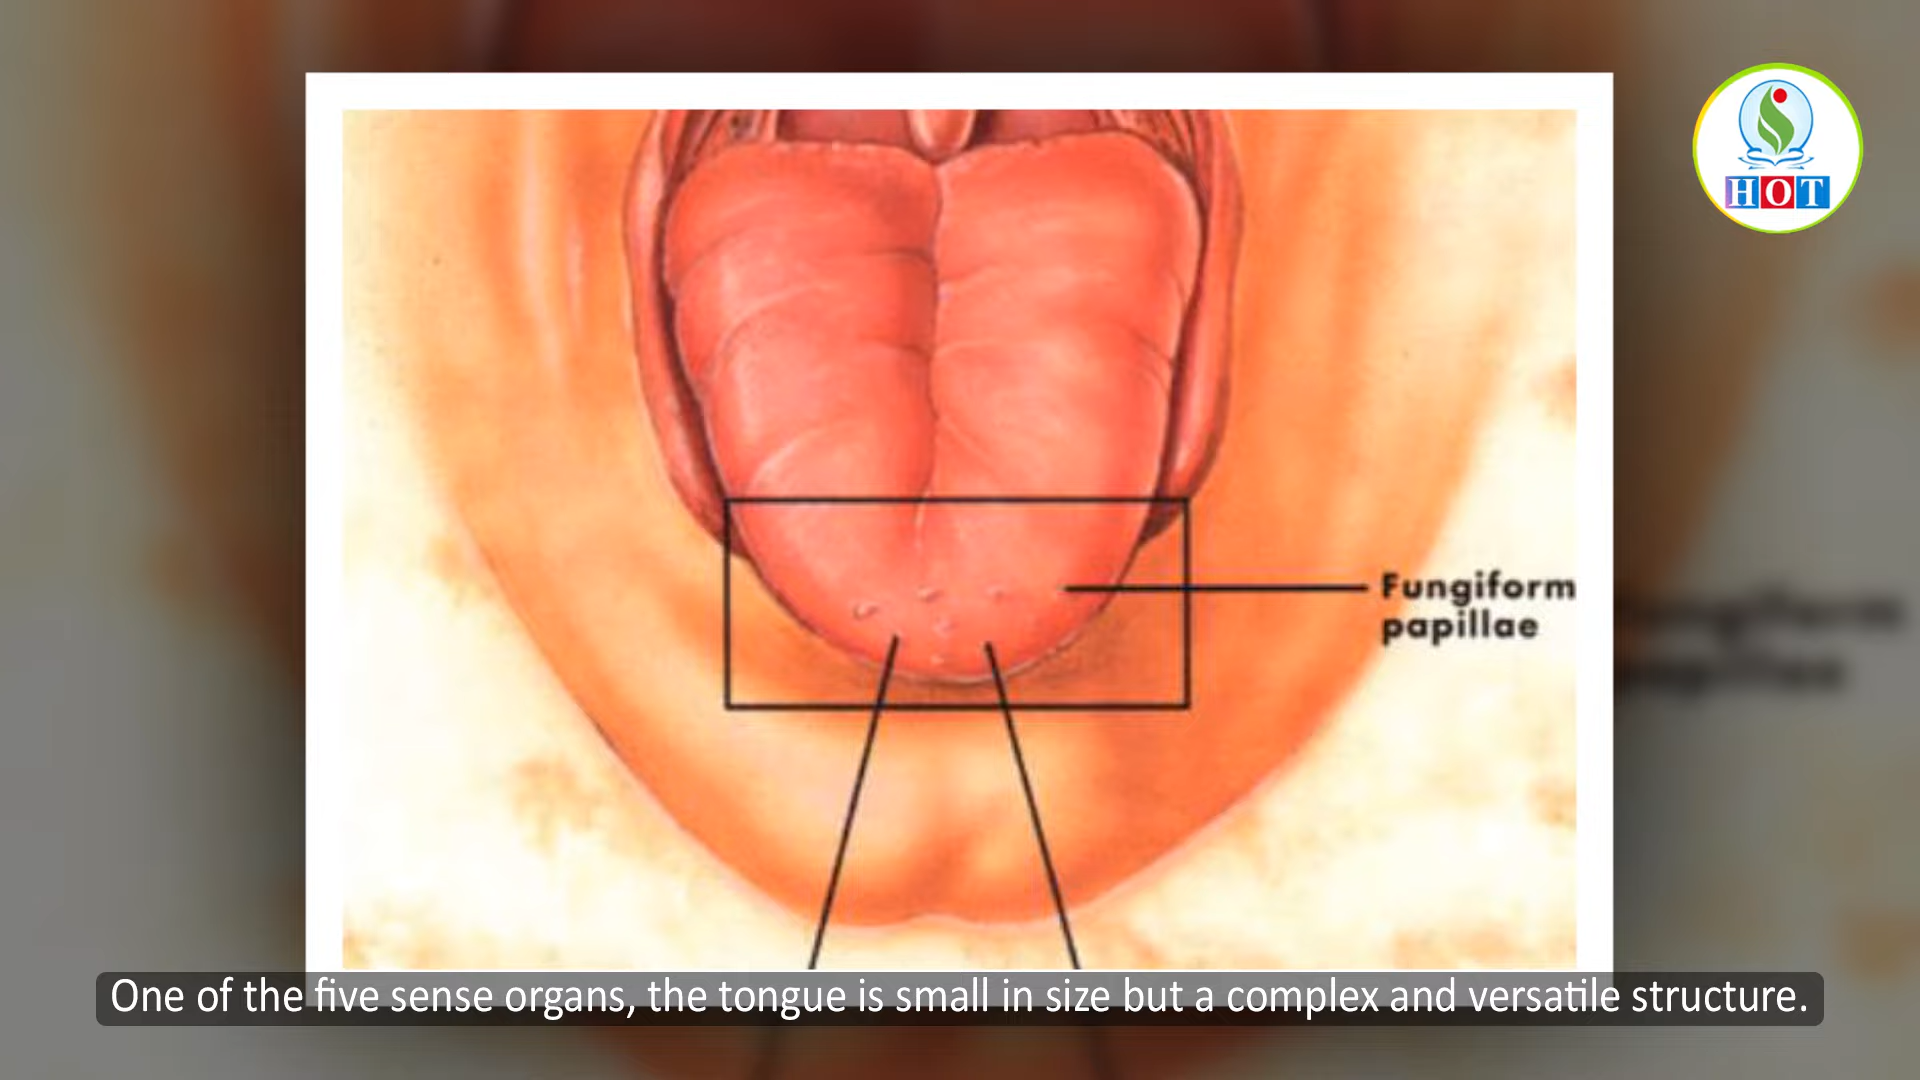 HOT
Fungiform
papillae
One of the five sense organs, the tongue is small in size but a complex and versatile structure.